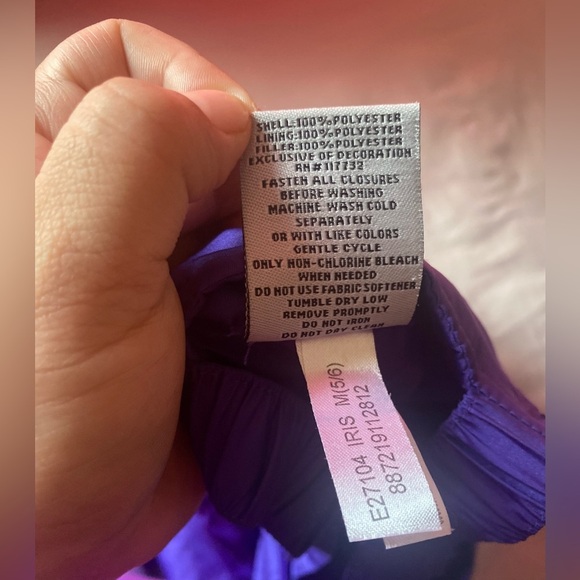 SHELL:100%POLYESTER
LINING:100%POLYESTER
FILLER:100%POLYESTER
EXCLUSIVE OF DECORATION
RN#117732
FASTEN ALL CLOSURES
BEFORE WASHING
MACHINE WASH COLD
SEPARATELY
OR WITH LIKE COLORS
GENTLE CYCLE
ONLY NON-CHLORINE BLEACH
WHEN NEEDED
DO NOT USE FABRIC SOFTENER
TUMBLE DRY LOW
REMOVE PROMPTLY
DO NOT IRON
DO NOT DRY CLEAN
E27104 IRIS M(5/6)
887219112812